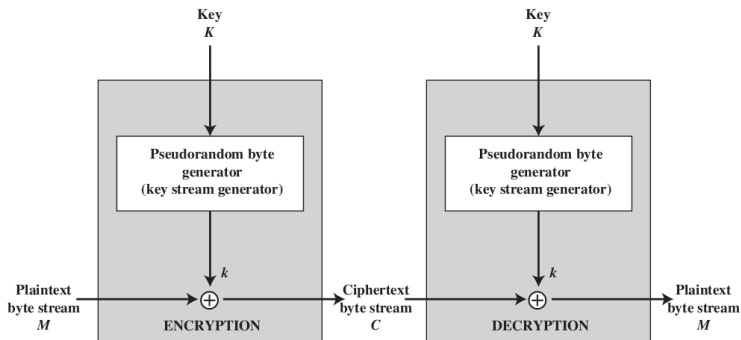 Key
K
Key
K
Pseudorandom byte
generator
(key stream generator)
Pseudorandom byte
generator
(key stream generator)
k
k
Plaintext
byte stream
M
Ciphertext
byte stream
C
Plaintext
byte stream
M
ENCRYPTION
DECRYPTION